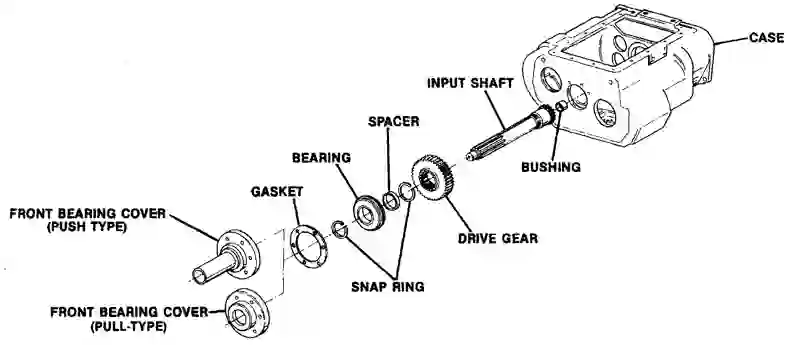 CASE
INPUT SHAFT
SPACER
BUSHING
BEARING
GASKET
FRONT BEARING COVER
(PUSH TYPE)
DRIVE GEAR
SNAP RING
FRONT BEARING COVER
(PULL-TYPE)